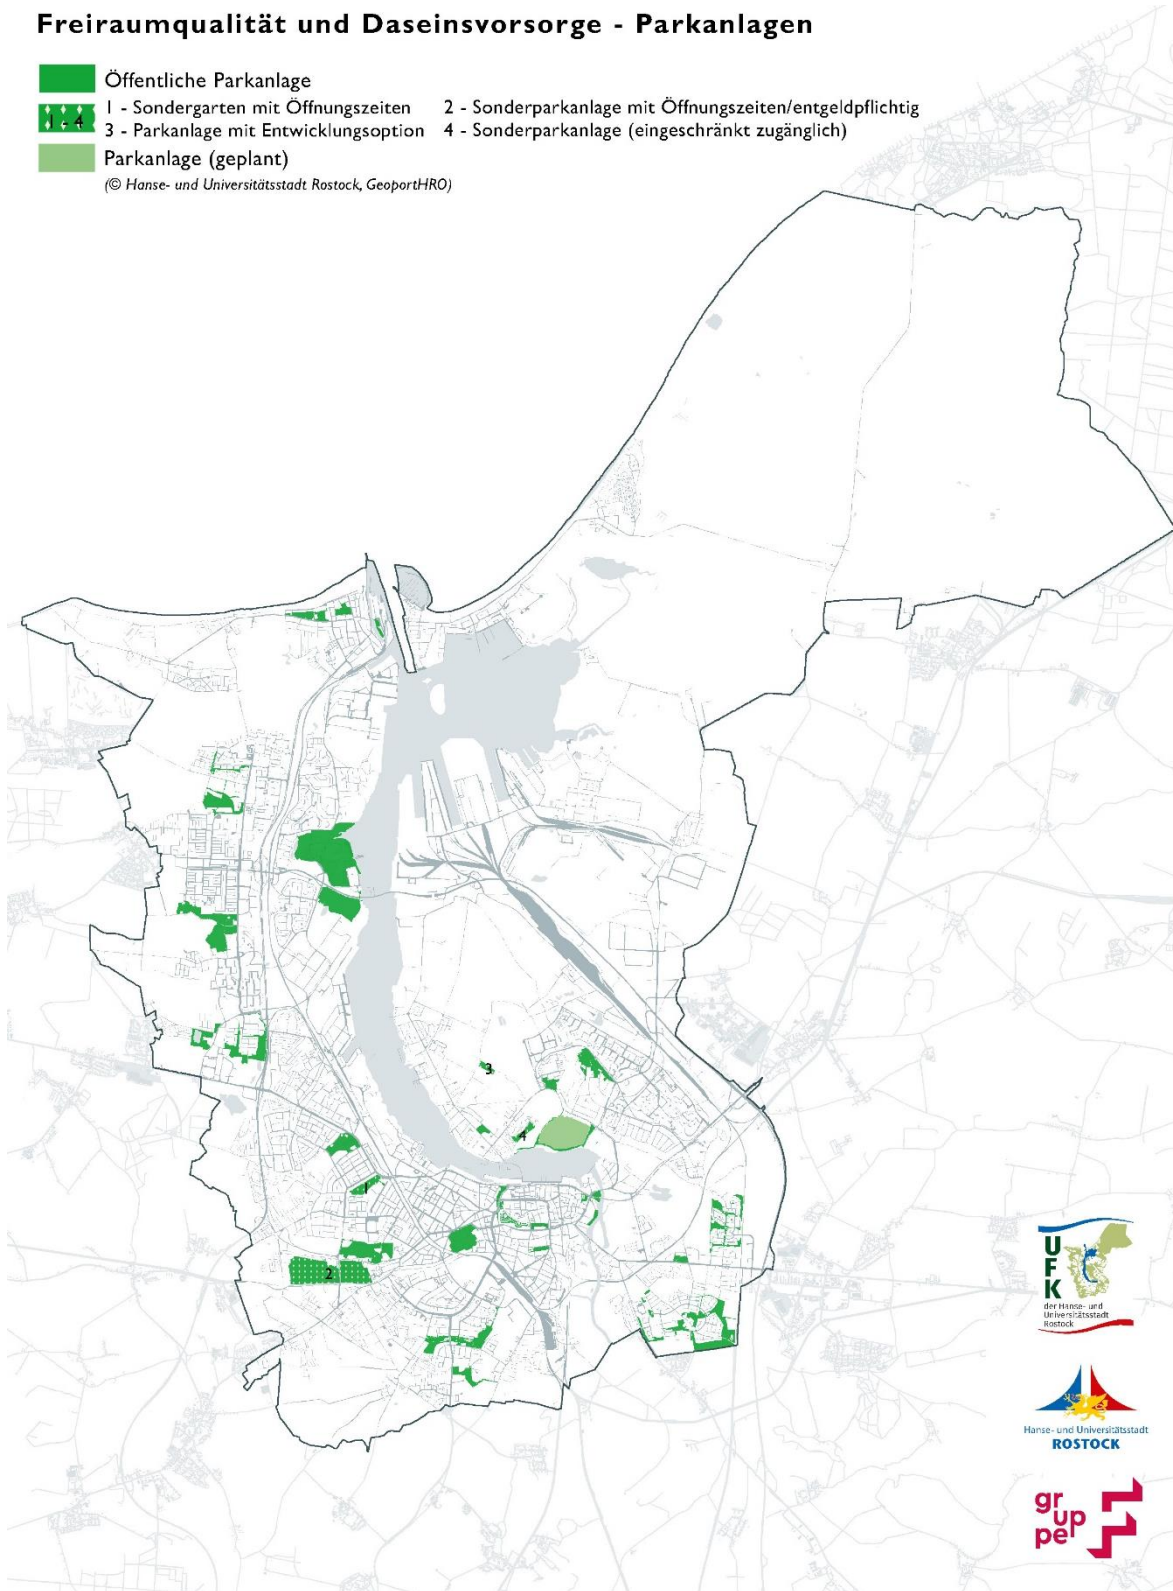 Freiraumqualität und Daseinsvorsorge - Parkanlagen
Öffentliche Parkanlage
1 - 4
1 - Sondergarten mit Öffnungszeiten
2 - Sonderparkanlage mit Öffnungszeiten/entgeldpflichtig
3 - Parkanlage mit Entwicklungsoption
4 - Sonderparkanlage (eingeschränkt zugänglich)
Parkanlage (geplant)
(© Hanse- und Universitätsstadt Rostock, GeoportHRO)
3
4
1
2
UFK
der Hanse- und
Universitätsstadt
Rostock
Hanse- und Universitätsstadt
ROSTOCK
gr
up
pe
F